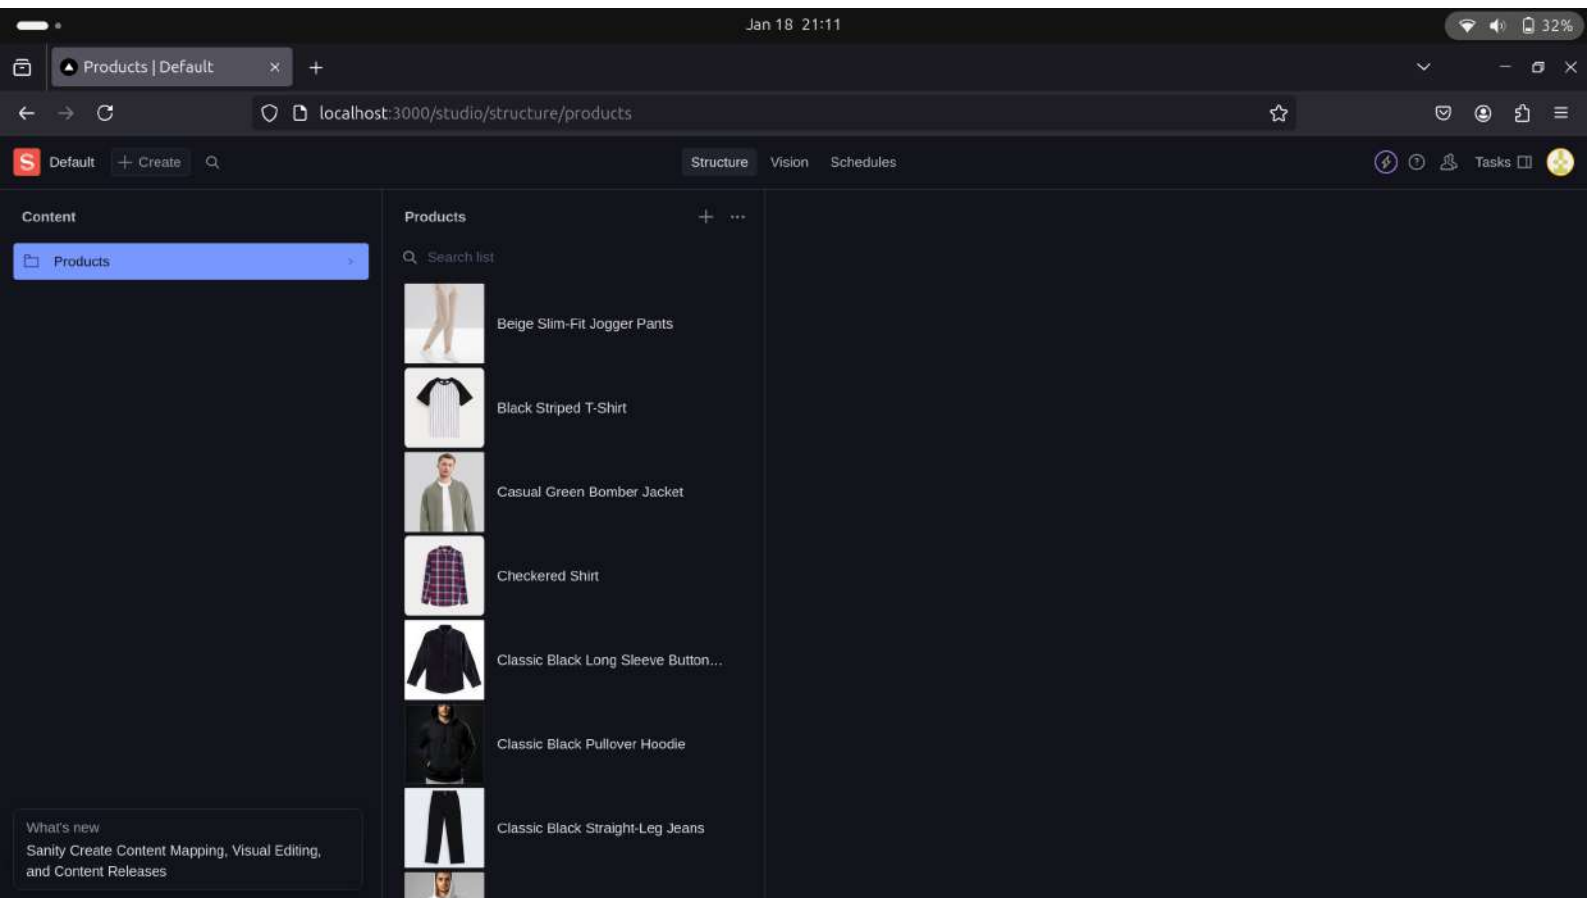 Jan 18 21:11
32%
Products | Default
localhost:3000/studio/structure/products
S Default Create
Structure Vision Schedules
Tasks
Content
Products
What's new
Sanity Create Content Mapping, Visual Editing,
and Content Releases
Products
Search list
Beige Slim-Fit Jogger Pants
Black Striped T-Shirt
Casual Green Bomber Jacket
Checkered Shirt
Classic Black Long Sleeve Button...
Classic Black Pullover Hoodie
Classic Black Straight-Leg Jeans